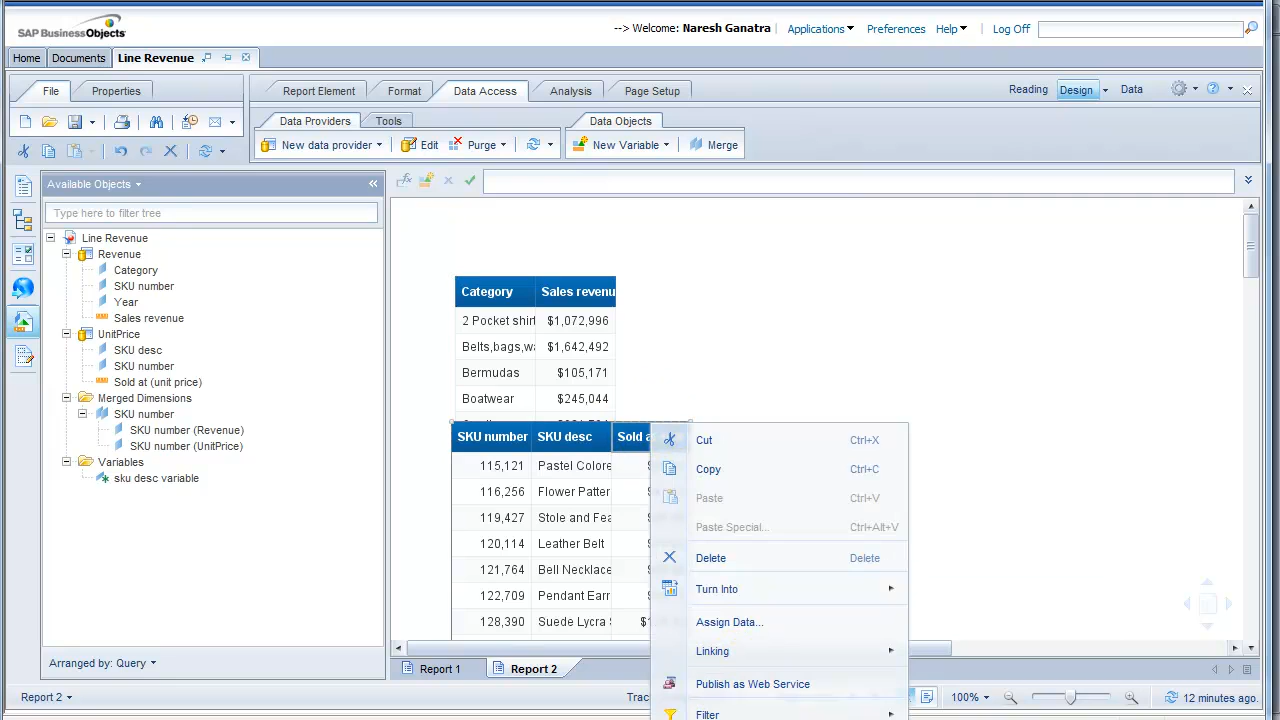 SAP BusinessObjects
--> Welcome: Naresh Ganatra | Applications Preferences Help | Log Off
Home Documents Line Revenue
File Properties Report Element Format Data Access Analysis Page Setup Reading Design Data
Data Providers Tools Data Objects
New data provider Edit Purge New Variable Merge
Available Objects
Type here to filter tree
Line Revenue
Revenue
Category
SKU number
Year
Sales revenue
UnitPrice
SKU desc
SKU number
Sold at (unit price)
Merged Dimensions
SKU number
SKU number (Revenue)
SKU number (UnitPrice)
Variables
sku desc variable
Arranged by: Query
Category Sales revenu
2 Pocket shirt $1,072,996
Belts,bags,wa $1,642,492
Bermudas $105,171
Boatwear $245,044
SKU number SKU desc Sold a
115,121 Pastel Colore $
116,256 Flower Patter $
119,427 Stole and Fea $
120,114 Leather Belt $
121,764 Bell Necklace $
122,709 Pendant Earr $
128,390 Suede Lycra $1
Cut Ctrl+X
Copy Ctrl+C
Paste Ctrl+V
Paste Special... Ctrl+Alt+V
Delete Delete
Turn Into
Assign Data...
Linking
Publish as Web Service
Filter
Report 1 Report 2
Report 2 Trac 100% 12 minutes ago